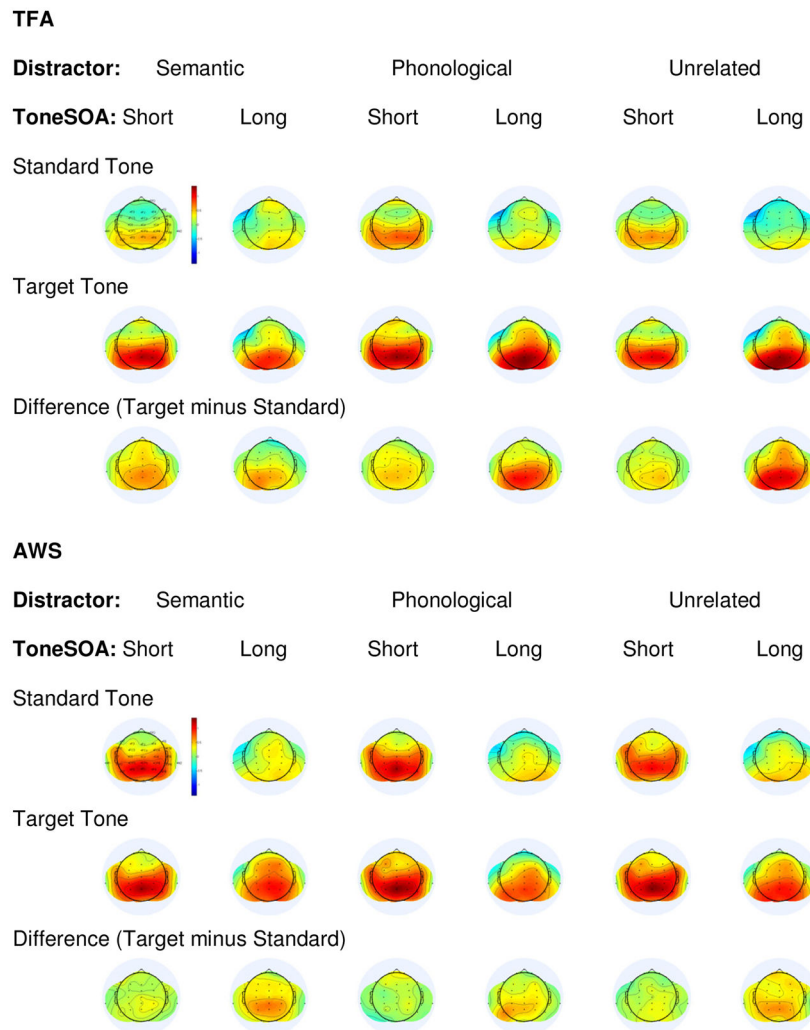 TFA
Distractor: Semantic Phonological Unrelated
ToneSOA: Short Long Short Long Short Long
Standard Tone
Target Tone
Difference (Target minus Standard)
AWS
Distractor: Semantic Phonological Unrelated
ToneSOA: Short Long Short Long Short Long
Standard Tone
Target Tone
Difference (Target minus Standard)